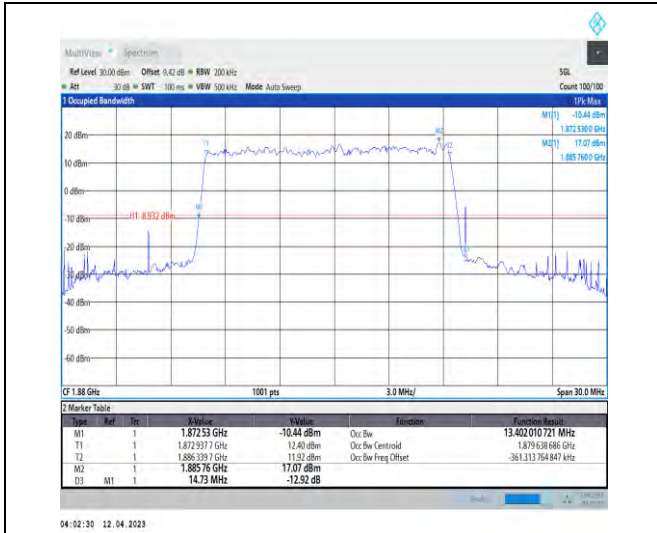 MultiView Spectrum
Ref Level 30.00 dBm Offset 9.42 dB RBW 200 kHz SGL
Att 30 dB SWT 100 ms VBW 500 kHz Mode Auto Sweep Count 100/100
1 Occupied Bandwidth 1Pk Max
M1[1] -10.44 dBm
1.872 530 0 GHz
M2[1] 17.07 dBm
1.885 760 0 GHz
20 dBm
M2
T1
T2
10 dBm
0 dBm
M1
-10 dBm
H1 -8.932 dBm
-20 dBm
-30 dBm
-40 dBm
-50 dBm
-60 dBm
CF 1.88 GHz 1001 pts 3.0 MHz/ Span 30.0 MHz
2 Marker Table
Type Ref Trc X-Value Y-Value Function Function Result
M1 1 1.872 53 GHz -10.44 dBm Occ Bw 13.402 010 721 MHz
T1 1 1.872 937 7 GHz 12.40 dBm Occ Bw Centroid 1.879 638 686 GHz
T2 1 1.886 339 7 GHz 11.92 dBm Occ Bw Freq Offset -361.313 764 847 kHz
M2 1 1.885 76 GHz 17.07 dBm
D3 M1 1 14.73 MHz -12.92 dB
04:02:30 12.04.2023